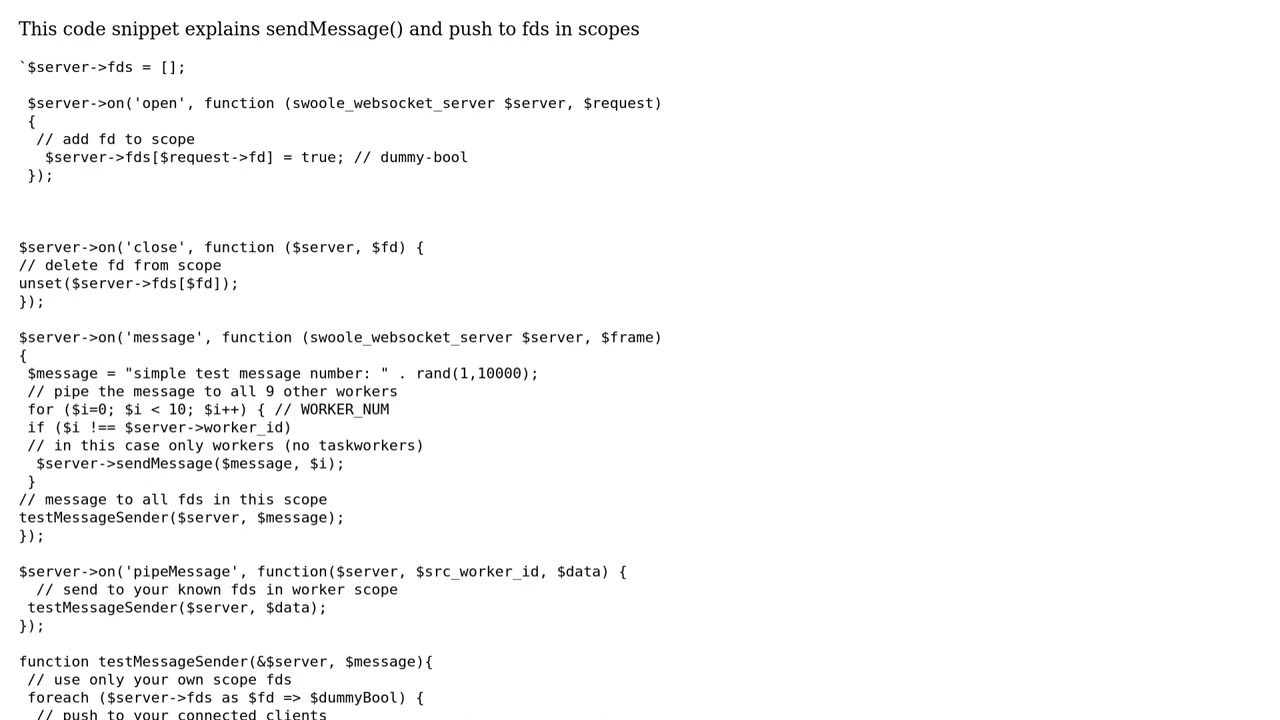 This code snippet explains sendMessage() and push to fds in scopes
`$server->fds = [];
$server->on('open', function (swoole_websocket_server $server, $request)
{
// add fd to scope
$server->fds[$request->fd] = true; // dummy-bool
});
$server->on('close', function ($server, $fd) {
// delete fd from scope
unset($server->fds[$fd]);
});
$server->on('message', function (swoole_websocket_server $server, $frame)
{
$message = "simple test message number: " . rand(1,10000);
// pipe the message to all 9 other workers
for ($i=0; $i < 10; $i++) { // WORKER_NUM
if ($i !== $server->worker_id)
// in this case only workers (no taskworkers)
$server->sendMessage($message, $i);
}
// message to all fds in this scope
testMessageSender($server, $message);
});
$server->on('pipeMessage', function($server, $src_worker_id, $data) {
// send to your known fds in worker scope
testMessageSender($server, $data);
});
function testMessageSender(&$server, $message){
// use only your own scope fds
foreach ($server->fds as $fd => $dummyBool) {
// push to your connected clients